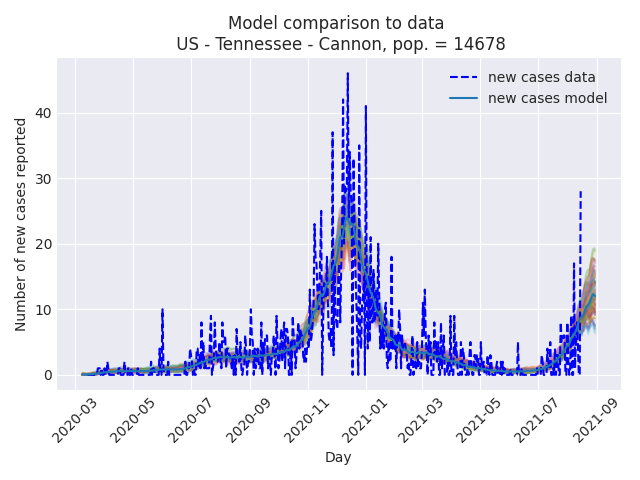 Model comparison to data
US - Tennessee - Cannon, pop. = 14678
new cases data
new cases model
Number of new cases reported
40
30
20
10
0
2020-03
2020-05
2020-07
2020-09
2020-11
2021-01
2021-03
2021-05
2021-07
2021-09
Day